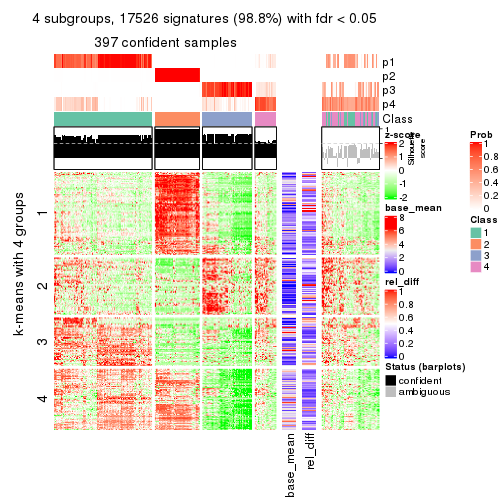 4 subgroups, 17526 signatures (98.8%) with fdr < 0.05
397 confident samples
p1
p2
p3
p4
Class
1
Silhouette
score
k-means with 4 groups
1
2
3
4
base_mean
rel_diff
z-score
2
1
0
-1
-2
base_mean
8
6
4
2
0
rel_diff
1
0.8
0.6
0.4
0.2
0
Status (barplots)
confident
ambiguous
Prob
1
0.8
0.6
0.4
0.2
0
Class
1
2
3
4